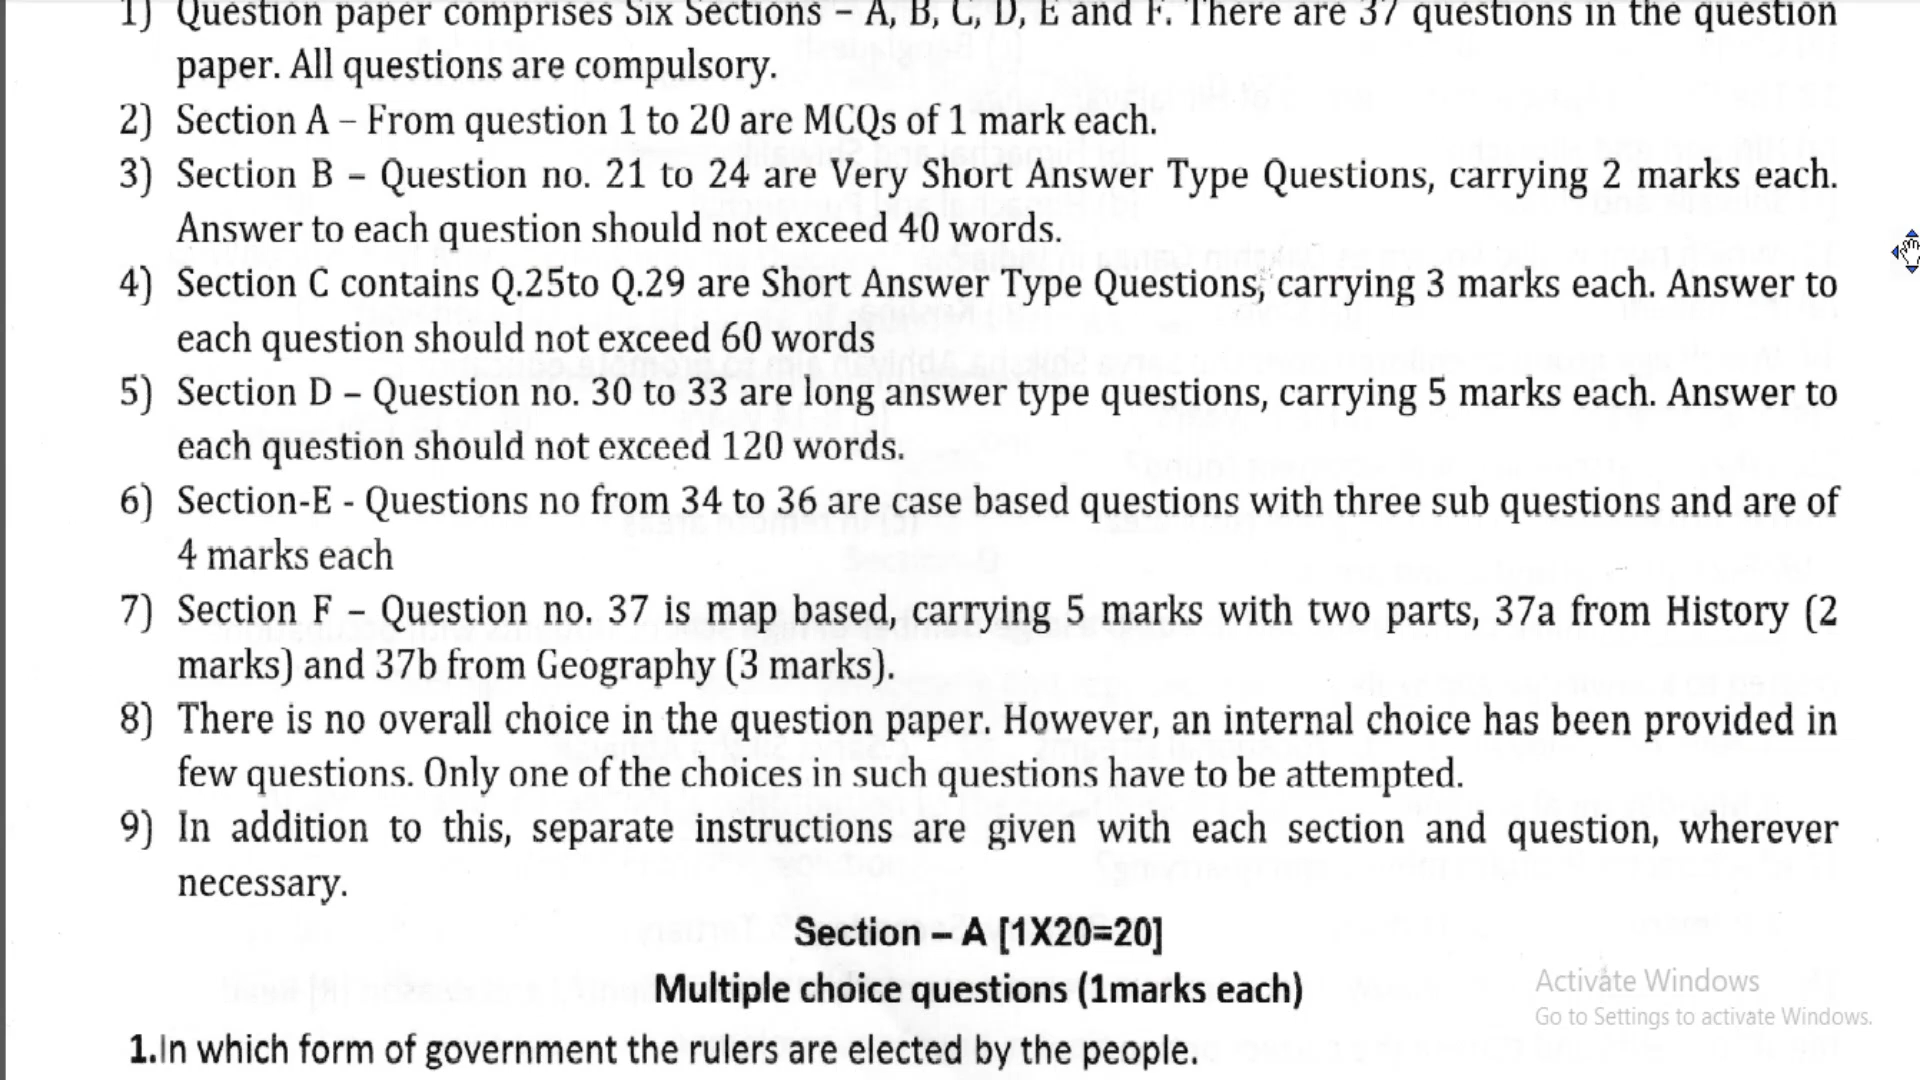 1) Question paper comprises Six Sections – A, B, C, D, E and F. There are 37 questions in the question
paper. All questions are compulsory.
2) Section A – From question 1 to 20 are MCQs of 1 mark each.
3) Section B – Question no. 21 to 24 are Very Short Answer Type Questions, carrying 2 marks each.
Answer to each question should not exceed 40 words.
4) Section C contains Q.25to Q.29 are Short Answer Type Questions, carrying 3 marks each. Answer to
each question should not exceed 60 words
5) Section D – Question no. 30 to 33 are long answer type questions, carrying 5 marks each. Answer to
each question should not exceed 120 words.
6) Section-E - Questions no from 34 to 36 are case based questions with three sub questions and are of
4 marks each
7) Section F – Question no. 37 is map based, carrying 5 marks with two parts, 37a from History (2
marks) and 37b from Geography (3 marks).
8) There is no overall choice in the question paper. However, an internal choice has been provided in
few questions. Only one of the choices in such questions have to be attempted.
9) In addition to this, separate instructions are given with each section and question, wherever
necessary.
Section – A [1X20=20]
Multiple choice questions (1marks each)
Activate Windows
Go to Settings to activate Windows.
1.In which form of government the rulers are elected by the people.